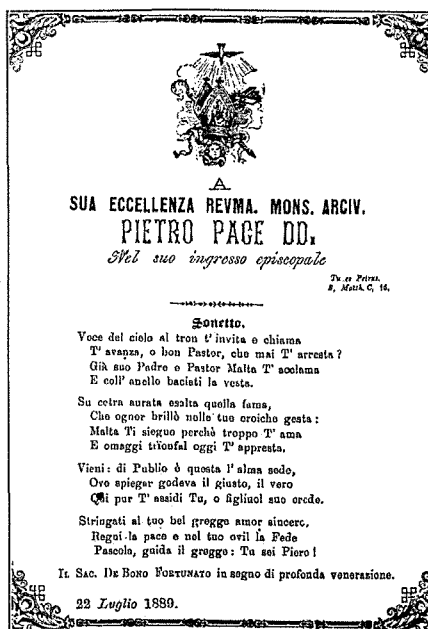 A
SUA ECCELLENZA REVMA. MONS. ARCIV.
PIETRO PACE DD.
Nel suo ingresso episcopale
Tu es Petrus.
S. Matth. C, 16.
Sonetto.
Voce del cielo al tron t' invita e chiama
T' avanza, o bon Pastor, che mai T' arresta?
Già suo Padre e Pastor Malta T' acclama
E coll' anello baciati la vesta.
Su cetra aurata esalta quella fama,
Che ognor brillò nelle tue eroiche gesta:
Malta Ti siegue perchè troppo T' ama
E omaggi trïonfal oggi T' appresta.
Vieni: di Publio è questa l' alma sede,
Ove spiegar godeva il giusto, il vero
Qui pur T' assidi Tu, o figliuol suo erede.
Stringati al tuo bel gregge amor sincero,
Regni la pace e nel tuo ovil la Fede
Pascola, guida il gregge: Tu sei Piero!
IL SAC. DE BONO FORTUNATO in segno di profonda venerazione.
22 Luglio 1889.